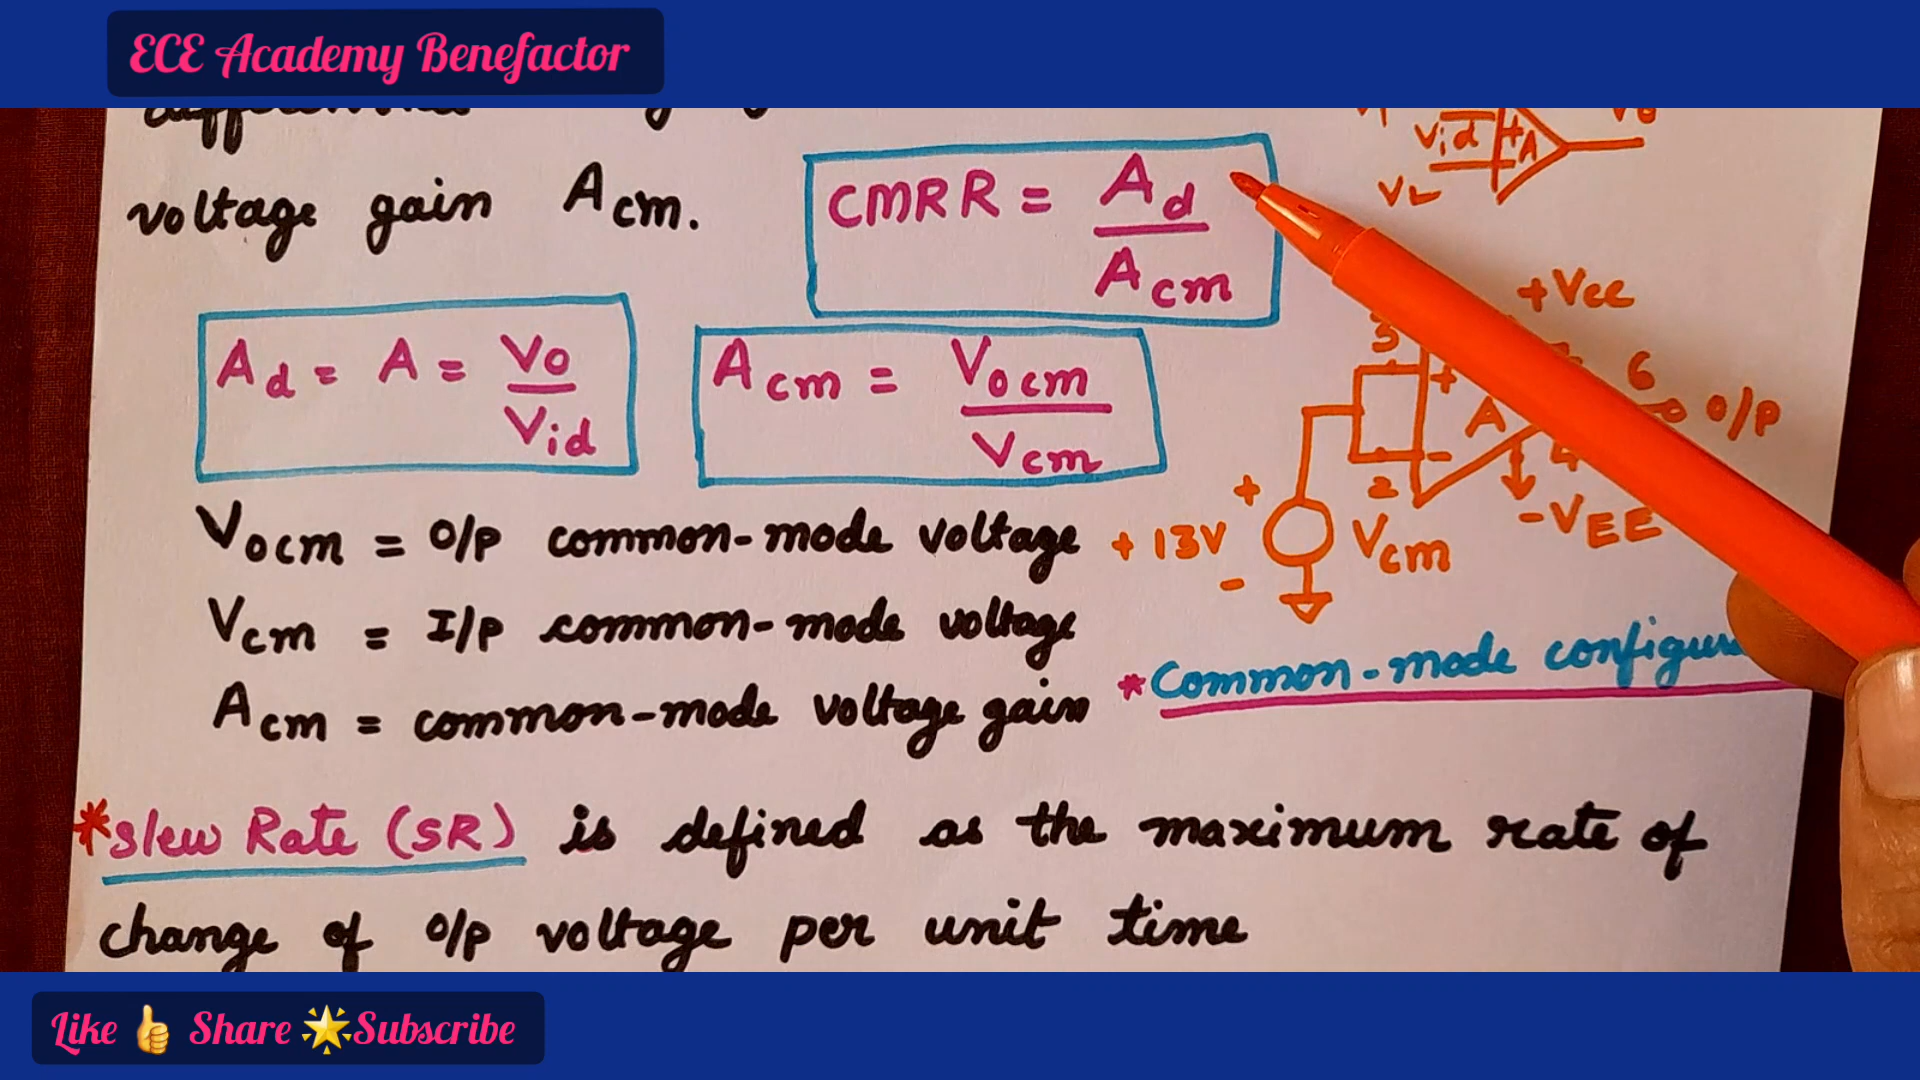 ECE Academy Benefactor
voltage gain Acm.
CMRR = Ad / Acm
Vid
+A
+Vcc
Ad = A = Vo / Vid
Acm = Vocm / Vcm
3
+
6
A
O/P
-
2
-VEE
+
+13V
Vcm
-
Vocm = O/P common-mode voltage
Vcm = I/P common-mode voltage
Acm = common-mode voltage gain
*Common-mode
*Slew Rate (SR) is defined as the maximum rate of
change of O/P voltage per unit time
Like 👍 Share 🌟Subscribe